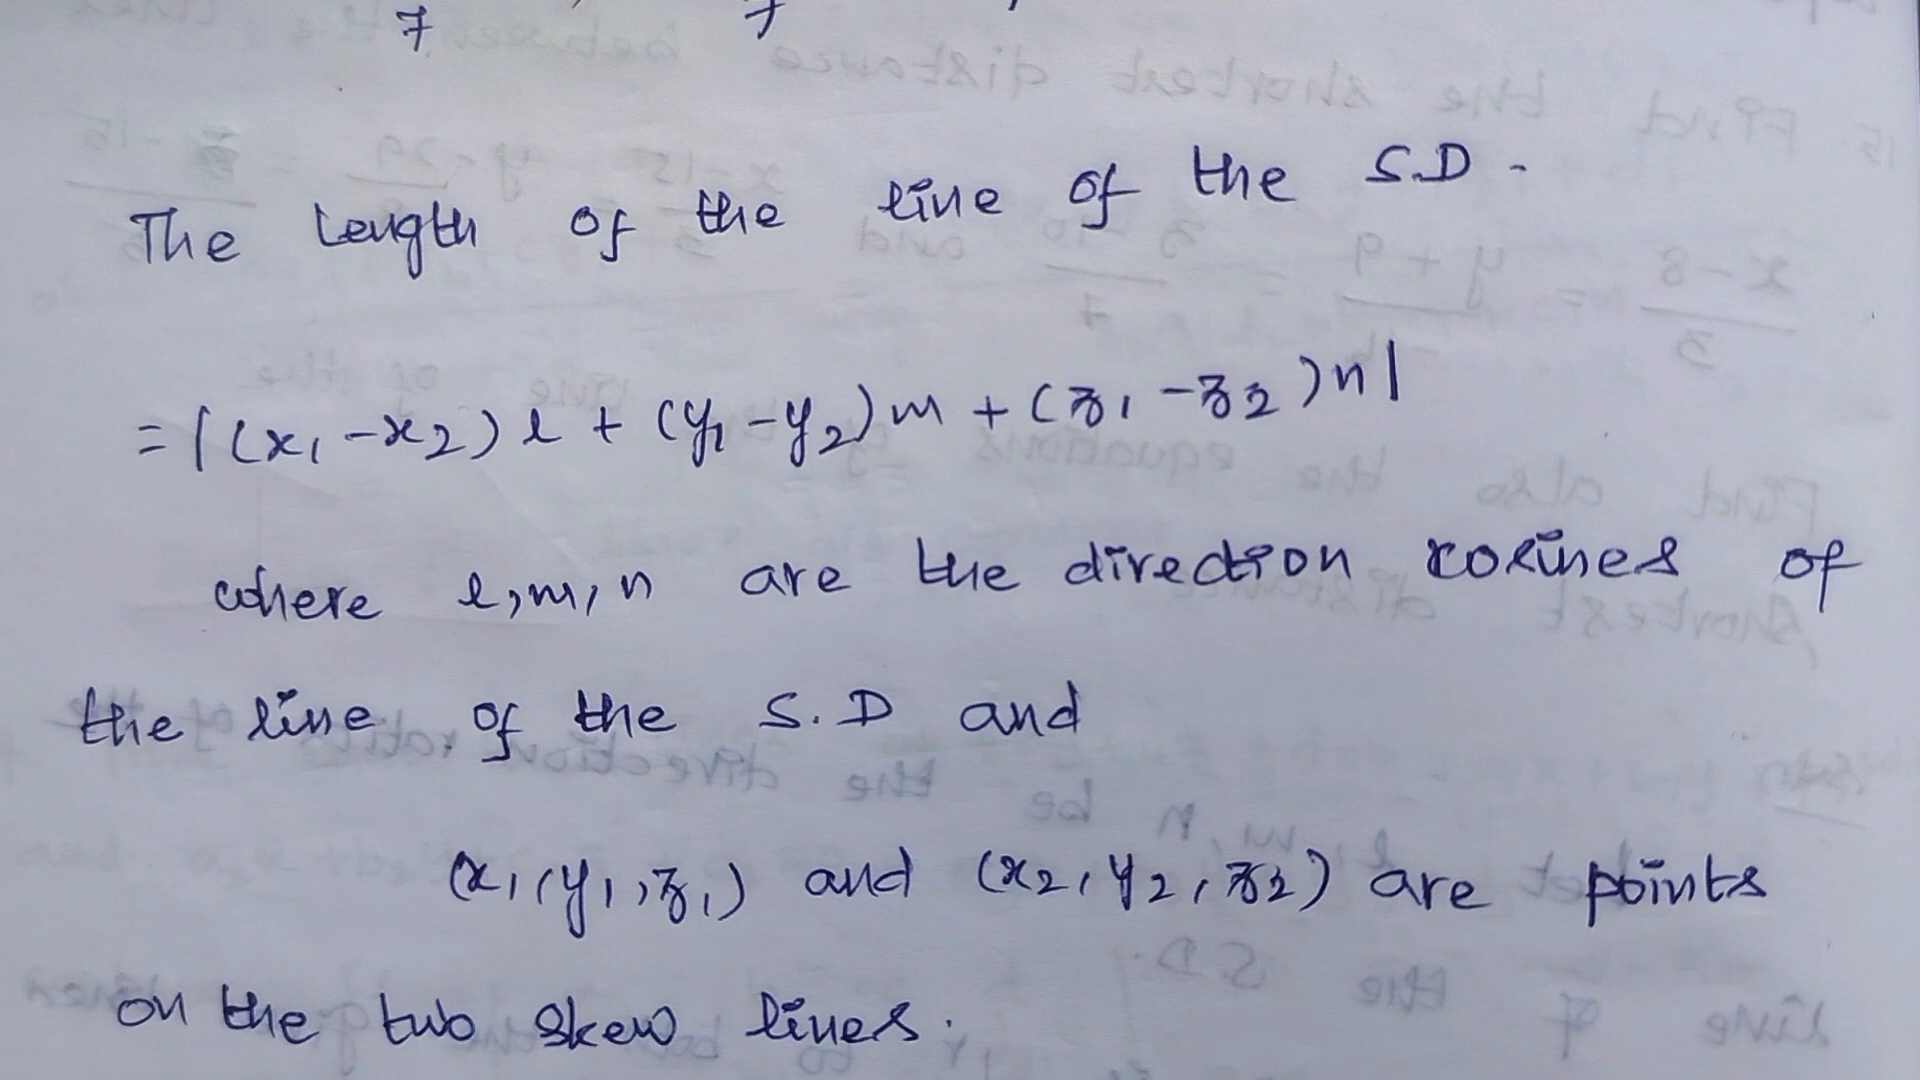 7 7
The length of the line of the S.D.
= |(x₁ - x₂) l + (y₁ - y₂) m + (z₁ - z₂) n|
where l, m, n are the direction cosines of
the line of the S.D and
(x₁, y₁, z₁) and (x₂, y₂, z₂) are points
on the two skew lines.